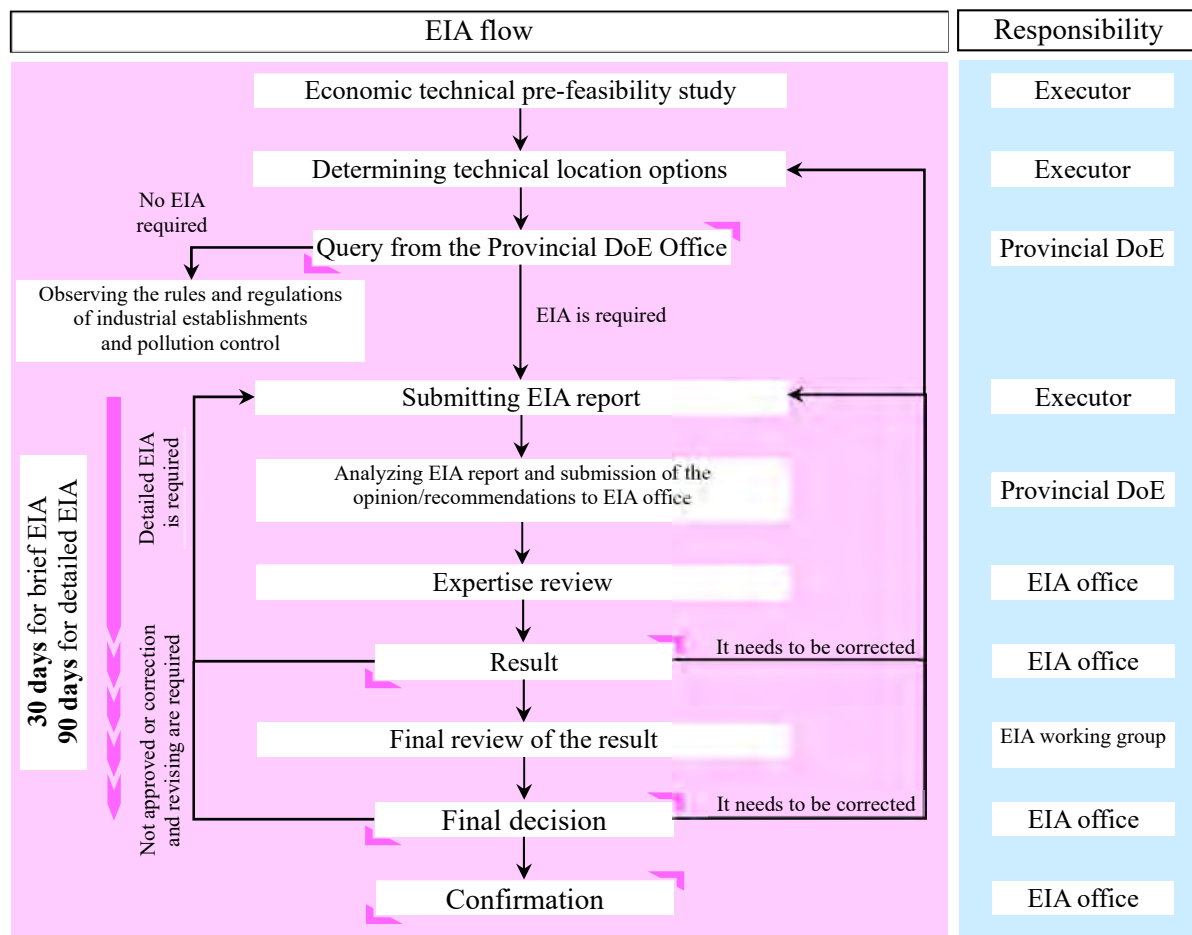 EIA flow
Responsibility
Economic technical pre-feasibility study
Executor
Determining technical location options
Executor
No EIA
required
Query from the Provincial DoE Office
Provincial DoE
Observing the rules and regulations
of industrial establishments
and pollution control
EIA is required
Submitting EIA report
Executor
30 days for brief EIA
90 days for detailed EIA
Detailed EIA
is required
Analyzing EIA report and submission of the
opinion/recommendations to EIA office
Provincial DoE
Expertise review
EIA office
Result
It needs to be corrected
EIA office
Not approved or correction
and revising are required
Final review of the result
EIA working group
Final decision
It needs to be corrected
EIA office
Confirmation
EIA office